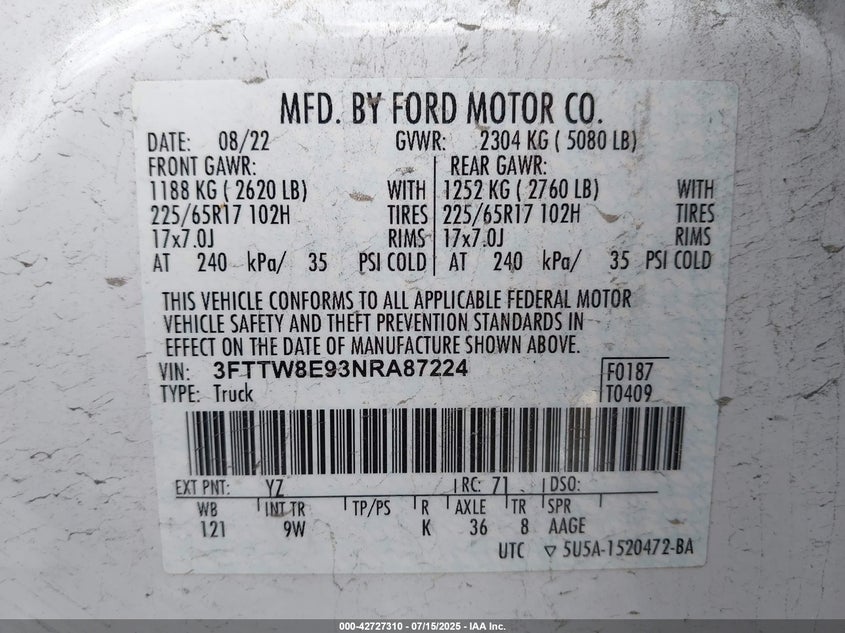 MFD. BY FORD MOTOR CO.
DATE: 08/22 GVWR: 2304 KG ( 5080 LB)
FRONT GAWR: REAR GAWR:
1188 KG ( 2620 LB) WITH 1252 KG ( 2760 LB) WITH
225/65R17 102H TIRES 225/65R17 102H TIRES
17x7.0J RIMS 17x7.0J RIMS
AT 240 kPa/ 35 PSI COLD AT 240 kPa/ 35 PSI COLD
THIS VEHICLE CONFORMS TO ALL APPLICABLE FEDERAL MOTOR
VEHICLE SAFETY AND THEFT PREVENTION STANDARDS IN
EFFECT ON THE DATE OF MANUFACTURE SHOWN ABOVE.
VIN: 3FTTW8E93NRA87224 F0187
TYPE: Truck T0409
EXT PNT: YZ RC: 71 DSO:
WB INT TR TP/PS R AXLE TR SPR
121 9W K 36 8 AAGE
UTC ▽ 5U5A-1520472-BA
000-42727310 - 07/15/2025 - IAA Inc.